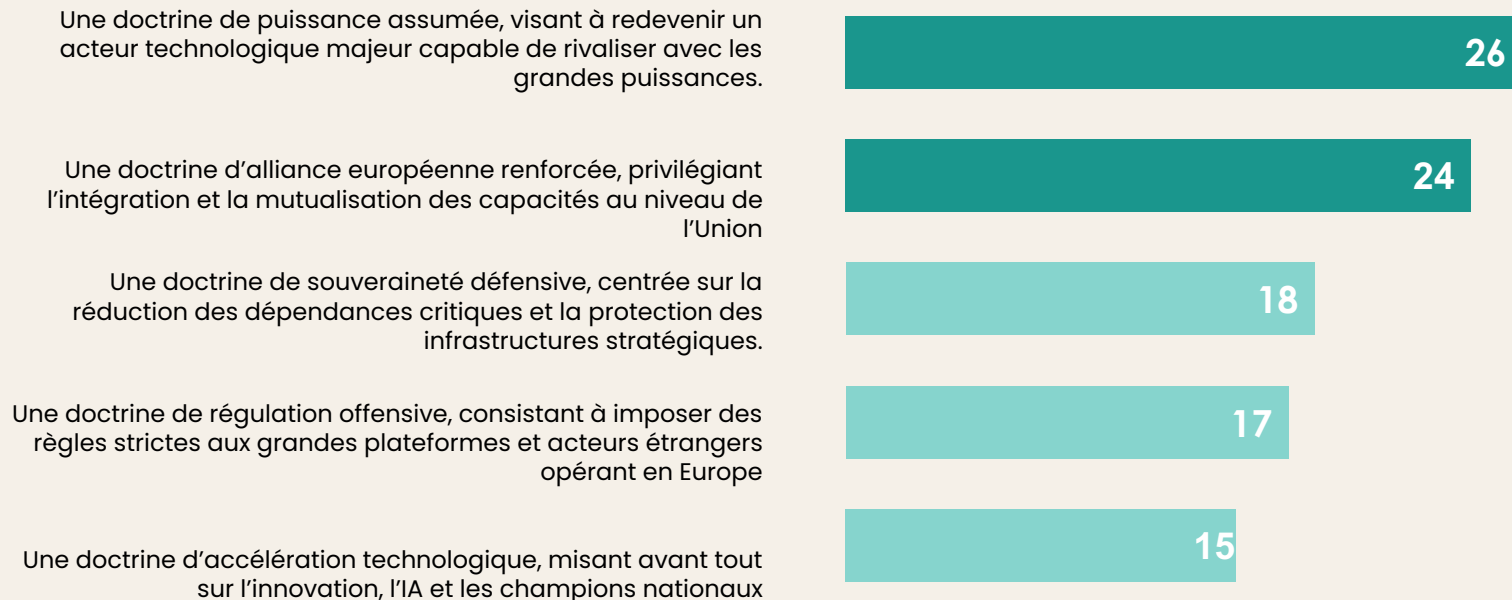 Une doctrine de puissance assumée, visant à redevenir un
acteur technologique majeur capable de rivaliser avec les
grandes puissances.
26
Une doctrine d’alliance européenne renforcée, privilégiant
l’intégration et la mutualisation des capacités au niveau de
l’Union
24
Une doctrine de souveraineté défensive, centrée sur la
réduction des dépendances critiques et la protection des
infrastructures stratégiques.
18
Une doctrine de régulation offensive, consistant à imposer des
règles strictes aux grandes plateformes et acteurs étrangers
opérant en Europe
17
Une doctrine d’accélération technologique, misant avant tout
sur l’innovation, l’IA et les champions nationaux
15